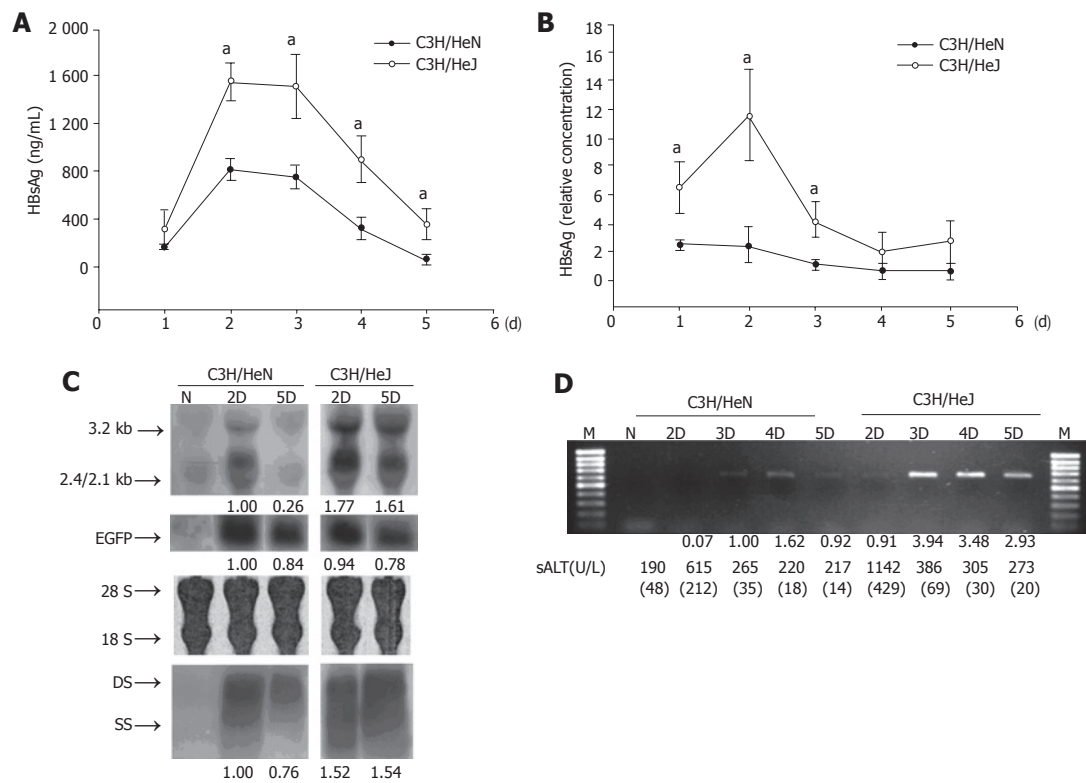 A
HBsAg (ng/mL)
2 000
1 600
1 200
800
400
0
a
a
a
a
C3H/HeN
C3H/HeJ
0 1 2 3 4 5 6 (d)
B
HBsAg (relative concentration)
18
16
14
12
10
8
6
4
2
0
a
a
a
C3H/HeN
C3H/HeJ
0 1 2 3 4 5 6 (d)
C
C3H/HeN C3H/HeJ
N 2D 5D 2D 5D
3.2 kb
2.4/2.1 kb
1.00 0.26 1.77 1.61
EGFP
1.00 0.84 0.94 0.78
28 S
18 S
DS
SS
1.00 0.76 1.52 1.54
D
C3H/HeN C3H/HeJ
M N 2D 3D 4D 5D 2D 3D 4D 5D M
0.07 1.00 1.62 0.92 0.91 3.94 3.48 2.93
sALT(U/L) 190 615 265 220 217 1142 386 305 273
(48) (212) (35) (18) (14) (429) (69) (30) (20)